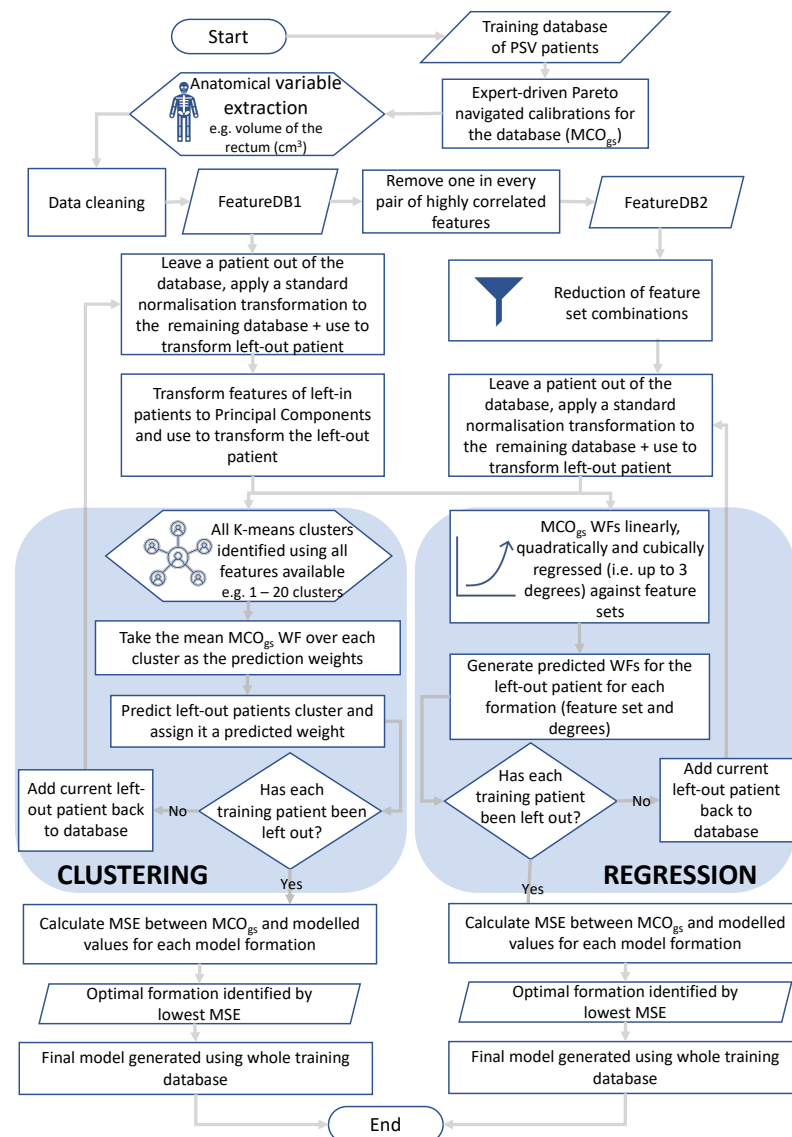 Start
Training database
of PSV patients
Expert-driven Pareto
navigated calibrations for
the database (MCOgs)
Anatomical variable
extraction
e.g. volume of the
rectum (cm³)
Data cleaning
FeatureDB1
Remove one in every
pair of highly correlated
features
FeatureDB2
Leave a patient out of the
database, apply a standard
normalisation transformation to
the remaining database + use to
transform left-out patient
Reduction of feature
set combinations
Transform features of left-in
patients to Principal Components
and use to transform the left-out
patient
Leave a patient out of the
database, apply a standard
normalisation transformation to
the remaining database + use to
transform left-out patient
All K-means clusters
identified using all
features available
e.g. 1 – 20 clusters
Take the mean MCOgs WF over each
cluster as the prediction weights
Predict left-out patients cluster and
assign it a predicted weight
Has each
training patient
been left out?
No
Add current left-
out patient back
to database
CLUSTERING
Yes
MCOgs WFs linearly,
quadratically and cubically
regressed (i.e. up to 3
degrees) against feature
sets
Generate predicted WFs for the
left-out patient for each
formation (feature set and
degrees)
Has each
training patient
been left out?
No
Add current
left-out patient
back to
database
REGRESSION
Yes
Calculate MSE between MCOgs and modelled
values for each model formation
Optimal formation identified by
lowest MSE
Final model generated using whole training
database
Calculate MSE between MCOgs and modelled
values for each model formation
Optimal formation identified by
lowest MSE
Final model generated using whole training
database
End